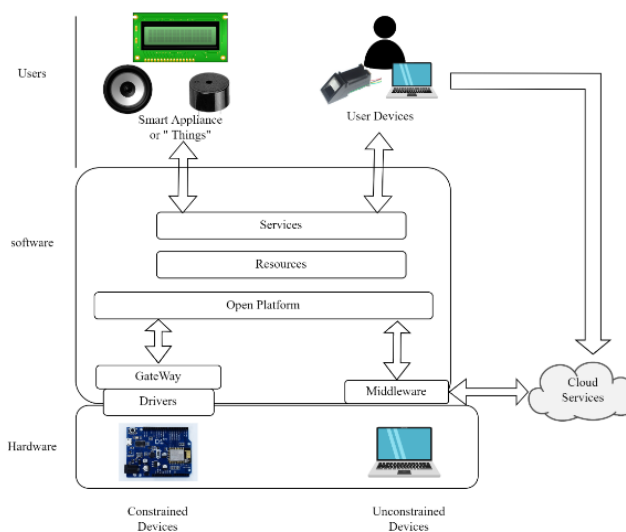 Users
Smart Appliance
or " Things"
User Devices
software
Services
Resources
Open Platform
GateWay
Drivers
Middleware
Cloud
Services
Hardware
Constrained
Devices
Unconstrained
Devices